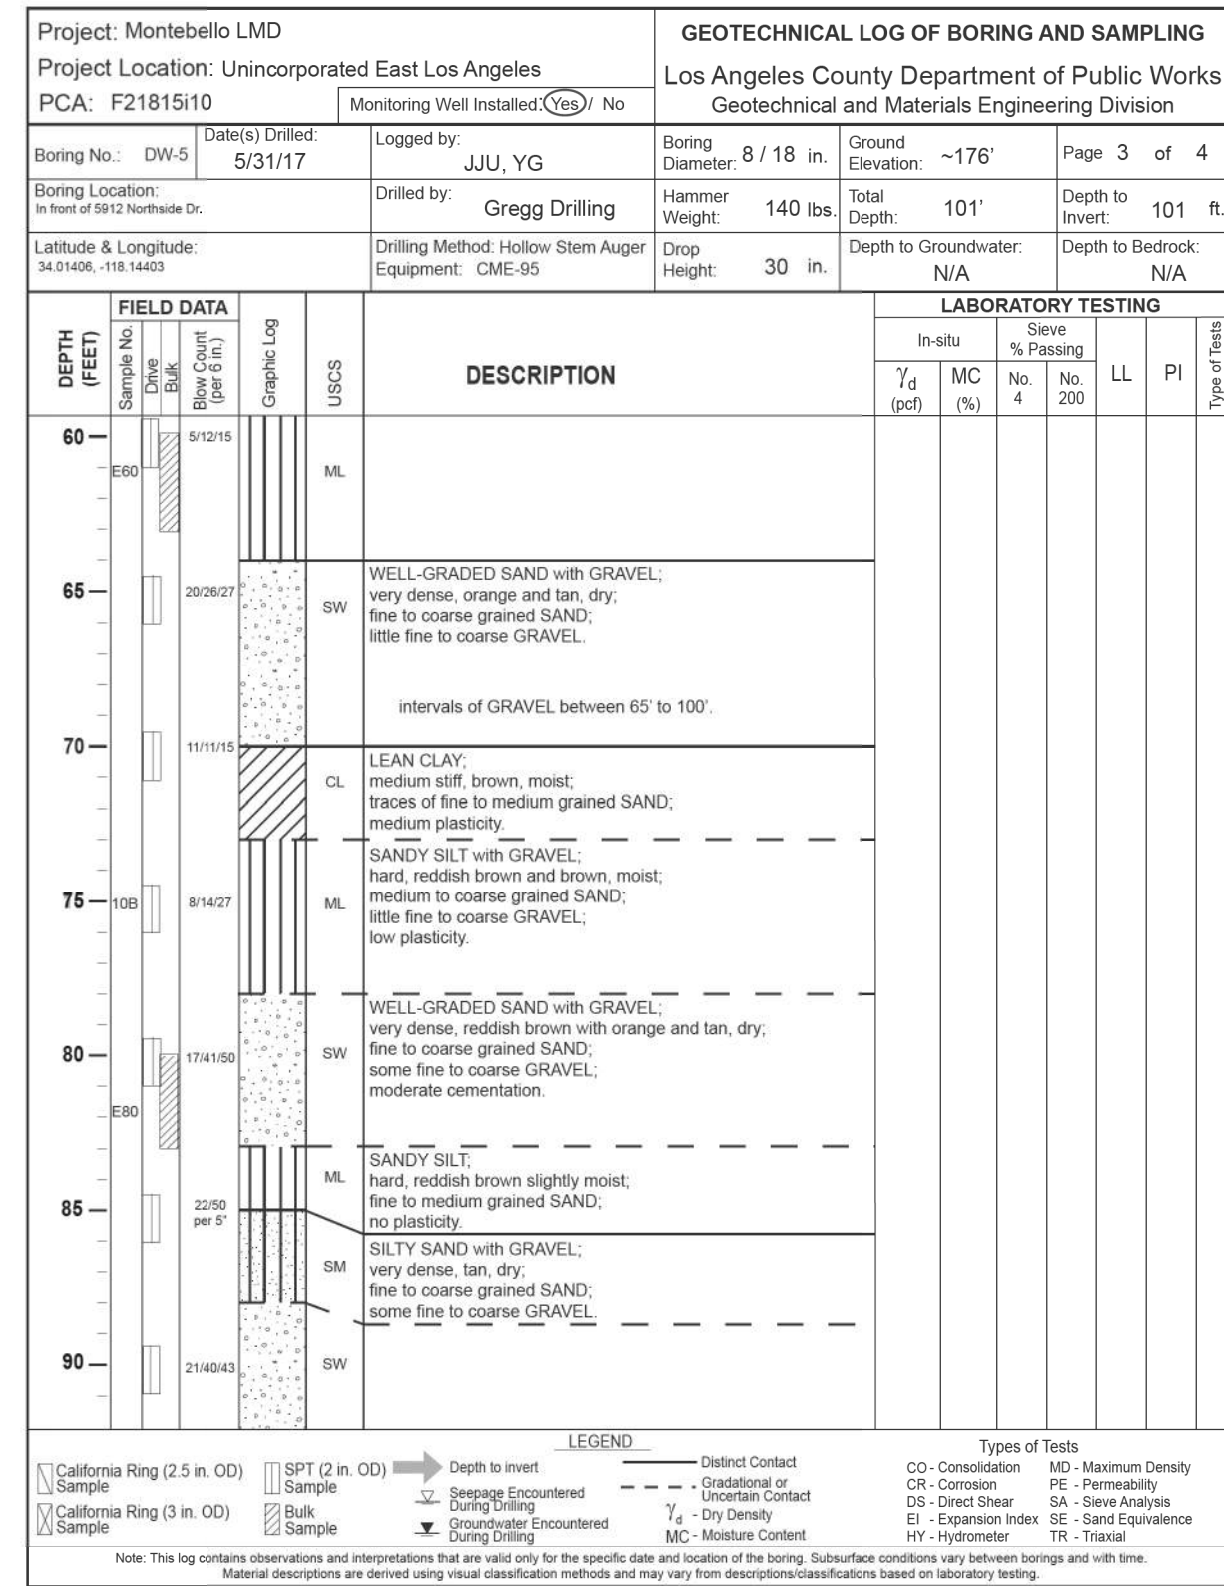 Project: Montebello LMD
Project Location: Unincorporated East Los Angeles
PCA: F21815i10
Monitoring Well Installed: Yes / No
GEOTECHNICAL LOG OF BORING AND SAMPLING
Los Angeles County Department of Public Works
Geotechnical and Materials Engineering Division
Boring No.: DW-5
Date(s) Drilled:
5/31/17
Logged by:
JJU, YG
Boring
Diameter: 8 / 18 in.
Ground
Elevation: ~176'
Page 3 of 4
Boring Location:
In front of 5912 Northside Dr.
Drilled by:
Gregg Drilling
Hammer
Weight: 140 lbs.
Total
Depth: 101'
Depth to
Invert: 101 ft.
Latitude & Longitude:
34.01406, -118.14403
Drilling Method: Hollow Stem Auger
Equipment: CME-95
Drop
Height: 30 in.
Depth to Groundwater:
N/A
Depth to Bedrock:
N/A
DEPTH
(FEET)
FIELD DATA
Sample No.
Drive
Bulk
Blow Count
(per 6 in.)
Graphic Log
USCS
DESCRIPTION
LABORATORY TESTING
In-situ
Sieve
% Passing
γd
(pcf)
MC
(%)
No.
4
No.
200
LL
PI
Type of Tests
60
5/12/15
E60
ML
65
20/26/27
SW
WELL-GRADED SAND with GRAVEL;
very dense, orange and tan, dry;
fine to coarse grained SAND;
little fine to coarse GRAVEL.
intervals of GRAVEL between 65' to 100'.
70
11/11/15
CL
LEAN CLAY;
medium stiff, brown, moist;
traces of fine to medium grained SAND;
medium plasticity.
75
10B
8/14/27
ML
SANDY SILT with GRAVEL;
hard, reddish brown and brown, moist;
medium to coarse grained SAND;
little fine to coarse GRAVEL;
low plasticity.
80
17/41/50
E80
SW
WELL-GRADED SAND with GRAVEL;
very dense, reddish brown with orange and tan, dry;
fine to coarse grained SAND;
some fine to coarse GRAVEL;
moderate cementation.
ML
SANDY SILT;
hard, reddish brown slightly moist;
fine to medium grained SAND;
no plasticity.
85
22/50
per 5"
SM
SILTY SAND with GRAVEL;
very dense, tan, dry;
fine to coarse grained SAND;
some fine to coarse GRAVEL.
90
21/40/43
SW
LEGEND
California Ring (2.5 in. OD)
Sample
California Ring (3 in. OD)
Sample
SPT (2 in. OD)
Sample
Bulk
Sample
Depth to invert
Seepage Encountered
During Drilling
Groundwater Encountered
During Drilling
Distinct Contact
Gradational or
Uncertain Contact
γd - Dry Density
MC - Moisture Content
Types of Tests
CO - Consolidation
CR - Corrosion
DS - Direct Shear
EI - Expansion Index
HY - Hydrometer
MD - Maximum Density
PE - Permeability
SA - Sieve Analysis
SE - Sand Equivalence
TR - Triaxial
Note: This log contains observations and interpretations that are valid only for the specific date and location of the boring. Subsurface conditions vary between borings and with time.
Material descriptions are derived using visual classification methods and may vary from descriptions/classifications based on laboratory testing.